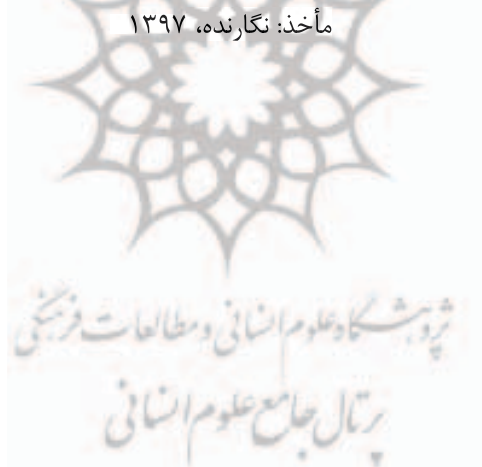 مأخذ: نگارنده، ۱۳۹۷
پژوهشگاه علوم انسانی و مطالعات فرهنگی
پرتال جامع علوم انسانی